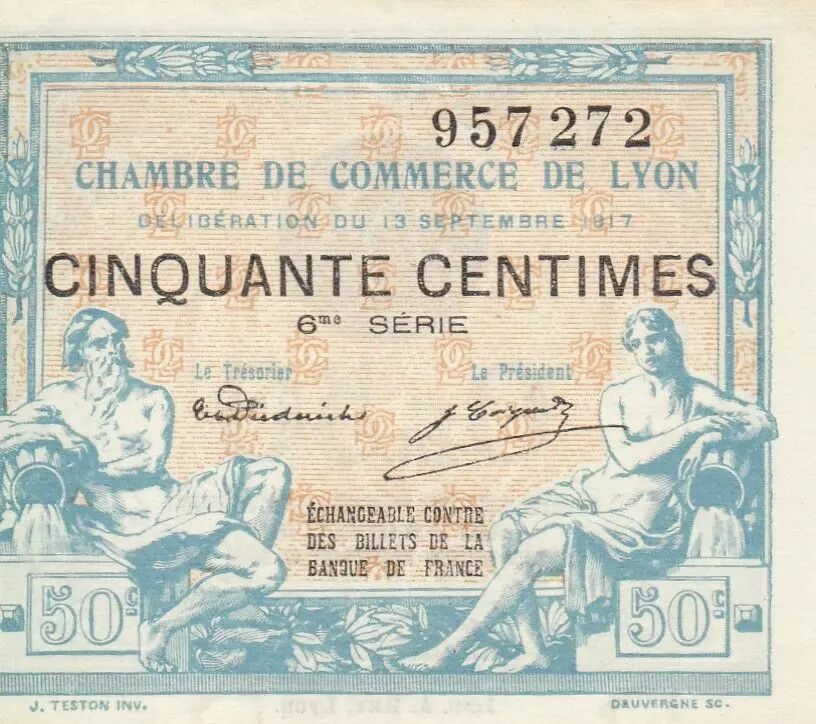 957272
CHAMBRE DE COMMERCE DE LYON
DÉLIBÉRATION DU 13 SEPTEMBRE 1917
CINQUANTE CENTIMES
6me SÉRIE
Le Trésorier Le Président
ÉCHANGEABLE CONTRE
DES BILLETS DE LA
BANQUE DE FRANCE
50c 50c
J. TESTON INV. DAUVERGNE SC.